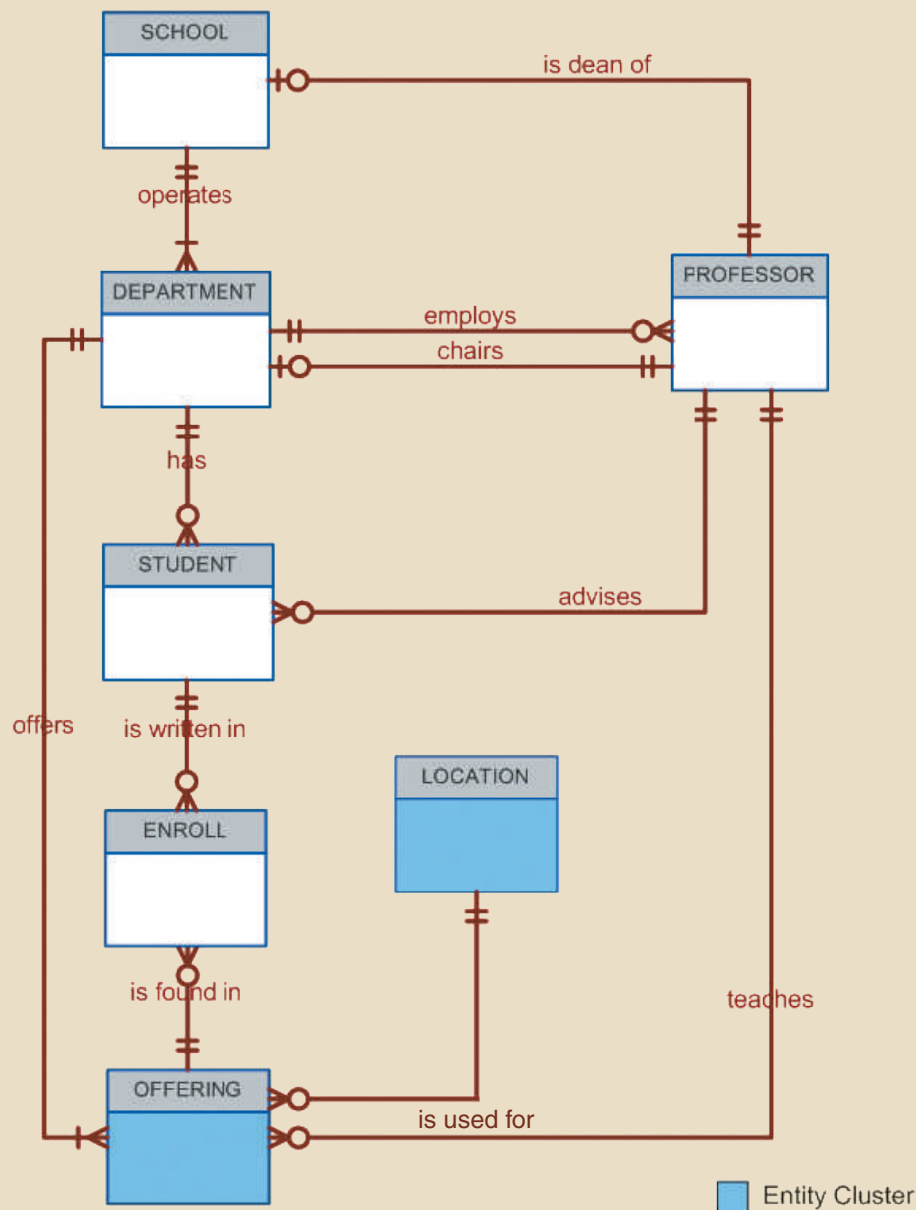 SCHOOL
is dean of
operates
DEPARTMENT
PROFESSOR
employs
chairs
has
STUDENT
advises
offers
is written in
LOCATION
ENROLL
is found in
teaches
OFFERING
is used for
Entity Cluster